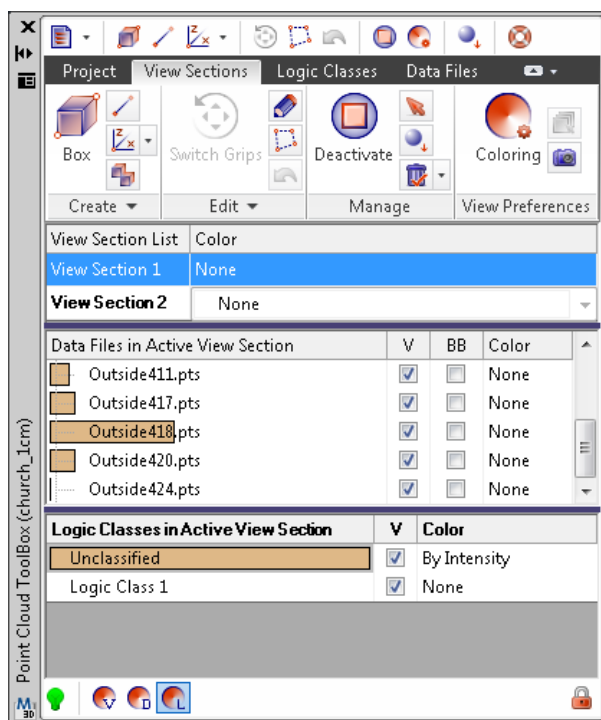 Project View Sections Logic Classes Data Files
Box Switch Grips Deactivate Coloring
Create Edit Manage View Preferences
View Section List Color
View Section 1 None
View Section 2 None
Data Files in Active View Section V BB Color
Outside411.pts None
Outside417.pts None
Outside418.pts None
Outside420.pts None
Outside424.pts None
Logic Classes in Active View Section V Color
Unclassified By Intensity
Logic Class 1 None
Point Cloud ToolBox (church_1cm)
V D L
M 3D